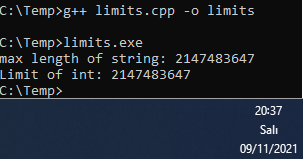 C:\Temp>g++ limits.cpp -o limits
C:\Temp>limits.exe
max length of string: 2147483647
Limit of int: 2147483647
C:\Temp>
20:37
Salı
09/11/2021